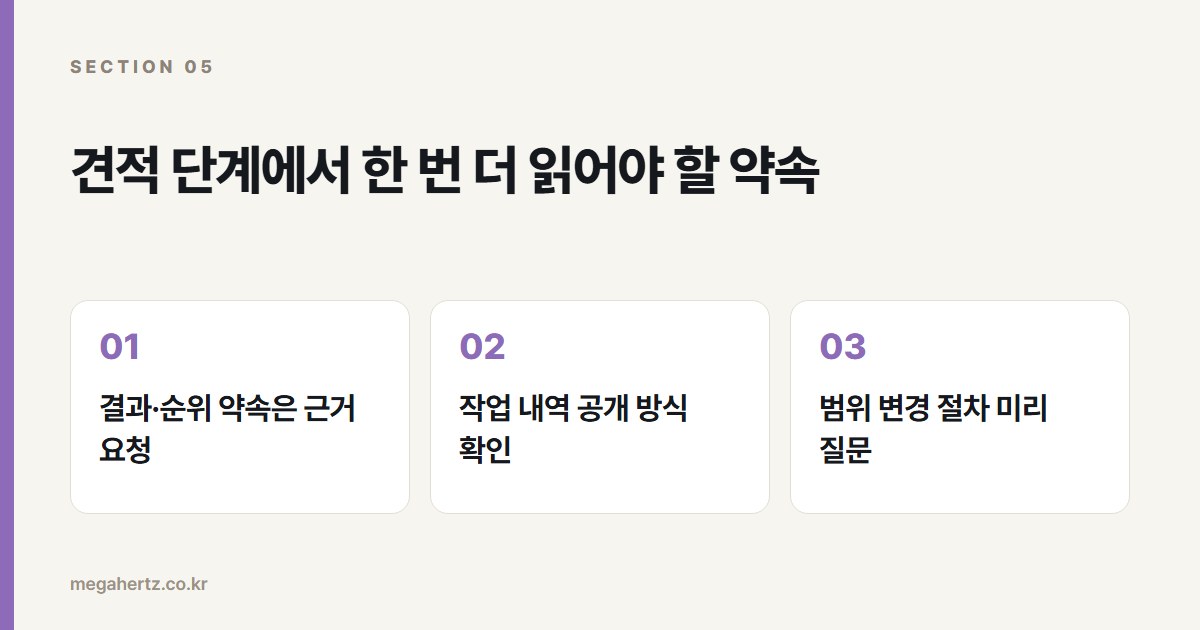 SECTION 05
견적 단계에서 한 번 더 읽어야 할 약속
01
결과·순위 약속은 근거
요청
02
작업 내역 공개 방식
확인
03
범위 변경 절차 미리
질문
megahertz.co.kr